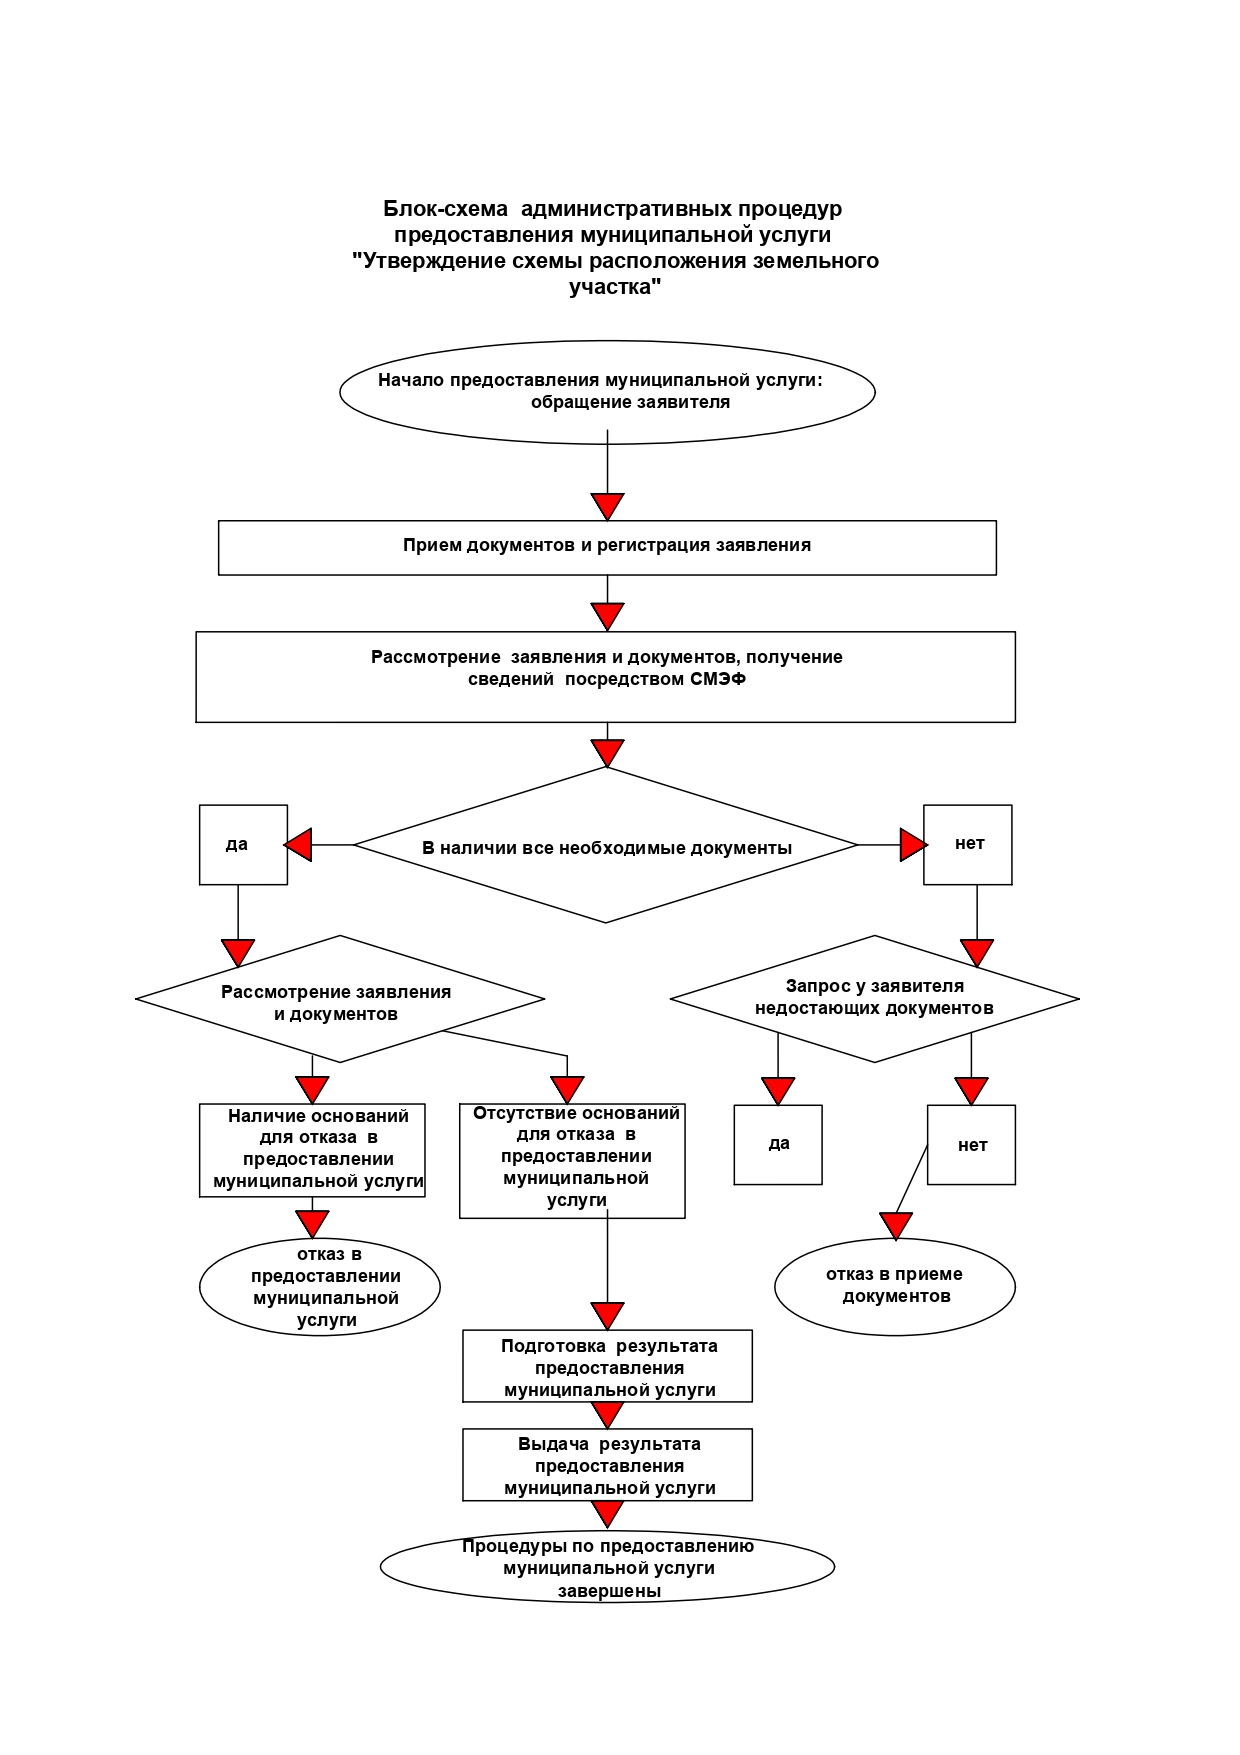 Блок-схема административных процедур
предоставления муниципальной услуги
"Утверждение схемы расположения земельного
участка"
Начало предоставления муниципальной услуги:
обращение заявителя
Прием документов и регистрация заявления
Рассмотрение заявления и документов, получение
сведений посредством СМЭФ
да
В наличии все необходимые документы
нет
Рассмотрение заявления
и документов
Запрос у заявителя
недостающих документов
Наличие оснований
для отказа в
предоставлении
муниципальной услуги
Отсутствие оснований
для отказа в
предоставлении
муниципальной
услуги
да
нет
отказ в
предоставлении
муниципальной
услуги
отказ в приеме
документов
Подготовка результата
предоставления
муниципальной услуги
Выдача результата
предоставления
муниципальной услуги
Процедуры по предоставлению
муниципальной услуги
завершены